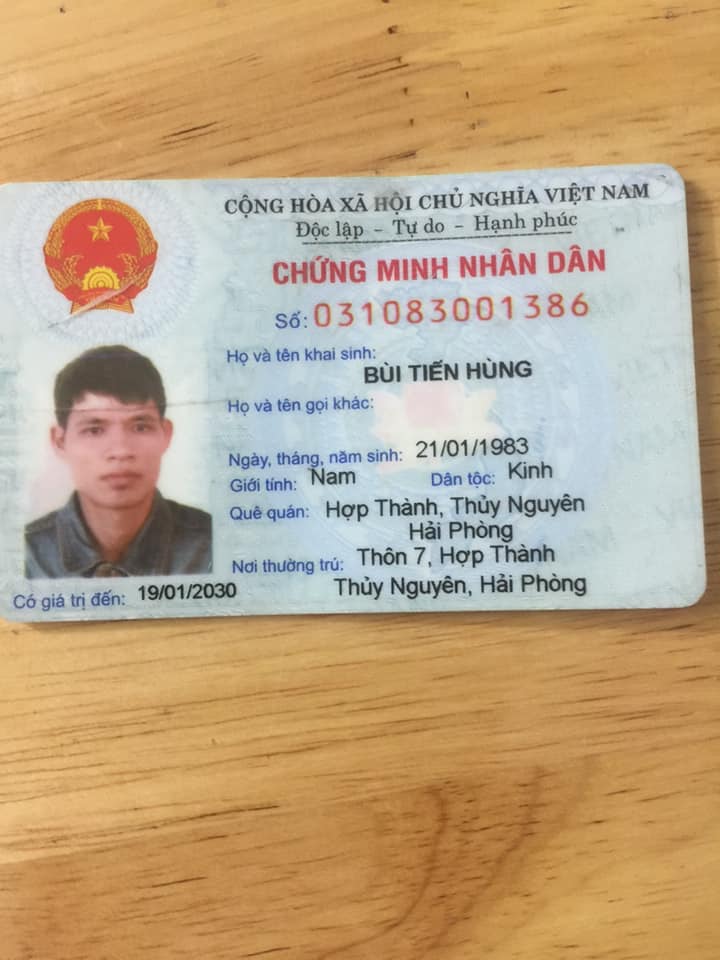 CỘNG HÒA XÃ HỘI CHỦ NGHĨA VIỆT NAM
Độc lập - Tự do - Hạnh phúc
CHỨNG MINH NHÂN DÂN
Số: 031083001386
Họ và tên khai sinh:
BÙI TIẾN HÙNG
Họ và tên gọi khác:
Ngày, tháng, năm sinh: 21/01/1983
Giới tính: Nam Dân tộc: Kinh
Quê quán: Hợp Thành, Thủy Nguyên
Hải Phòng
Nơi thường trú: Thôn 7, Hợp Thành
Thủy Nguyên, Hải Phòng
Có giá trị đến: 19/01/2030